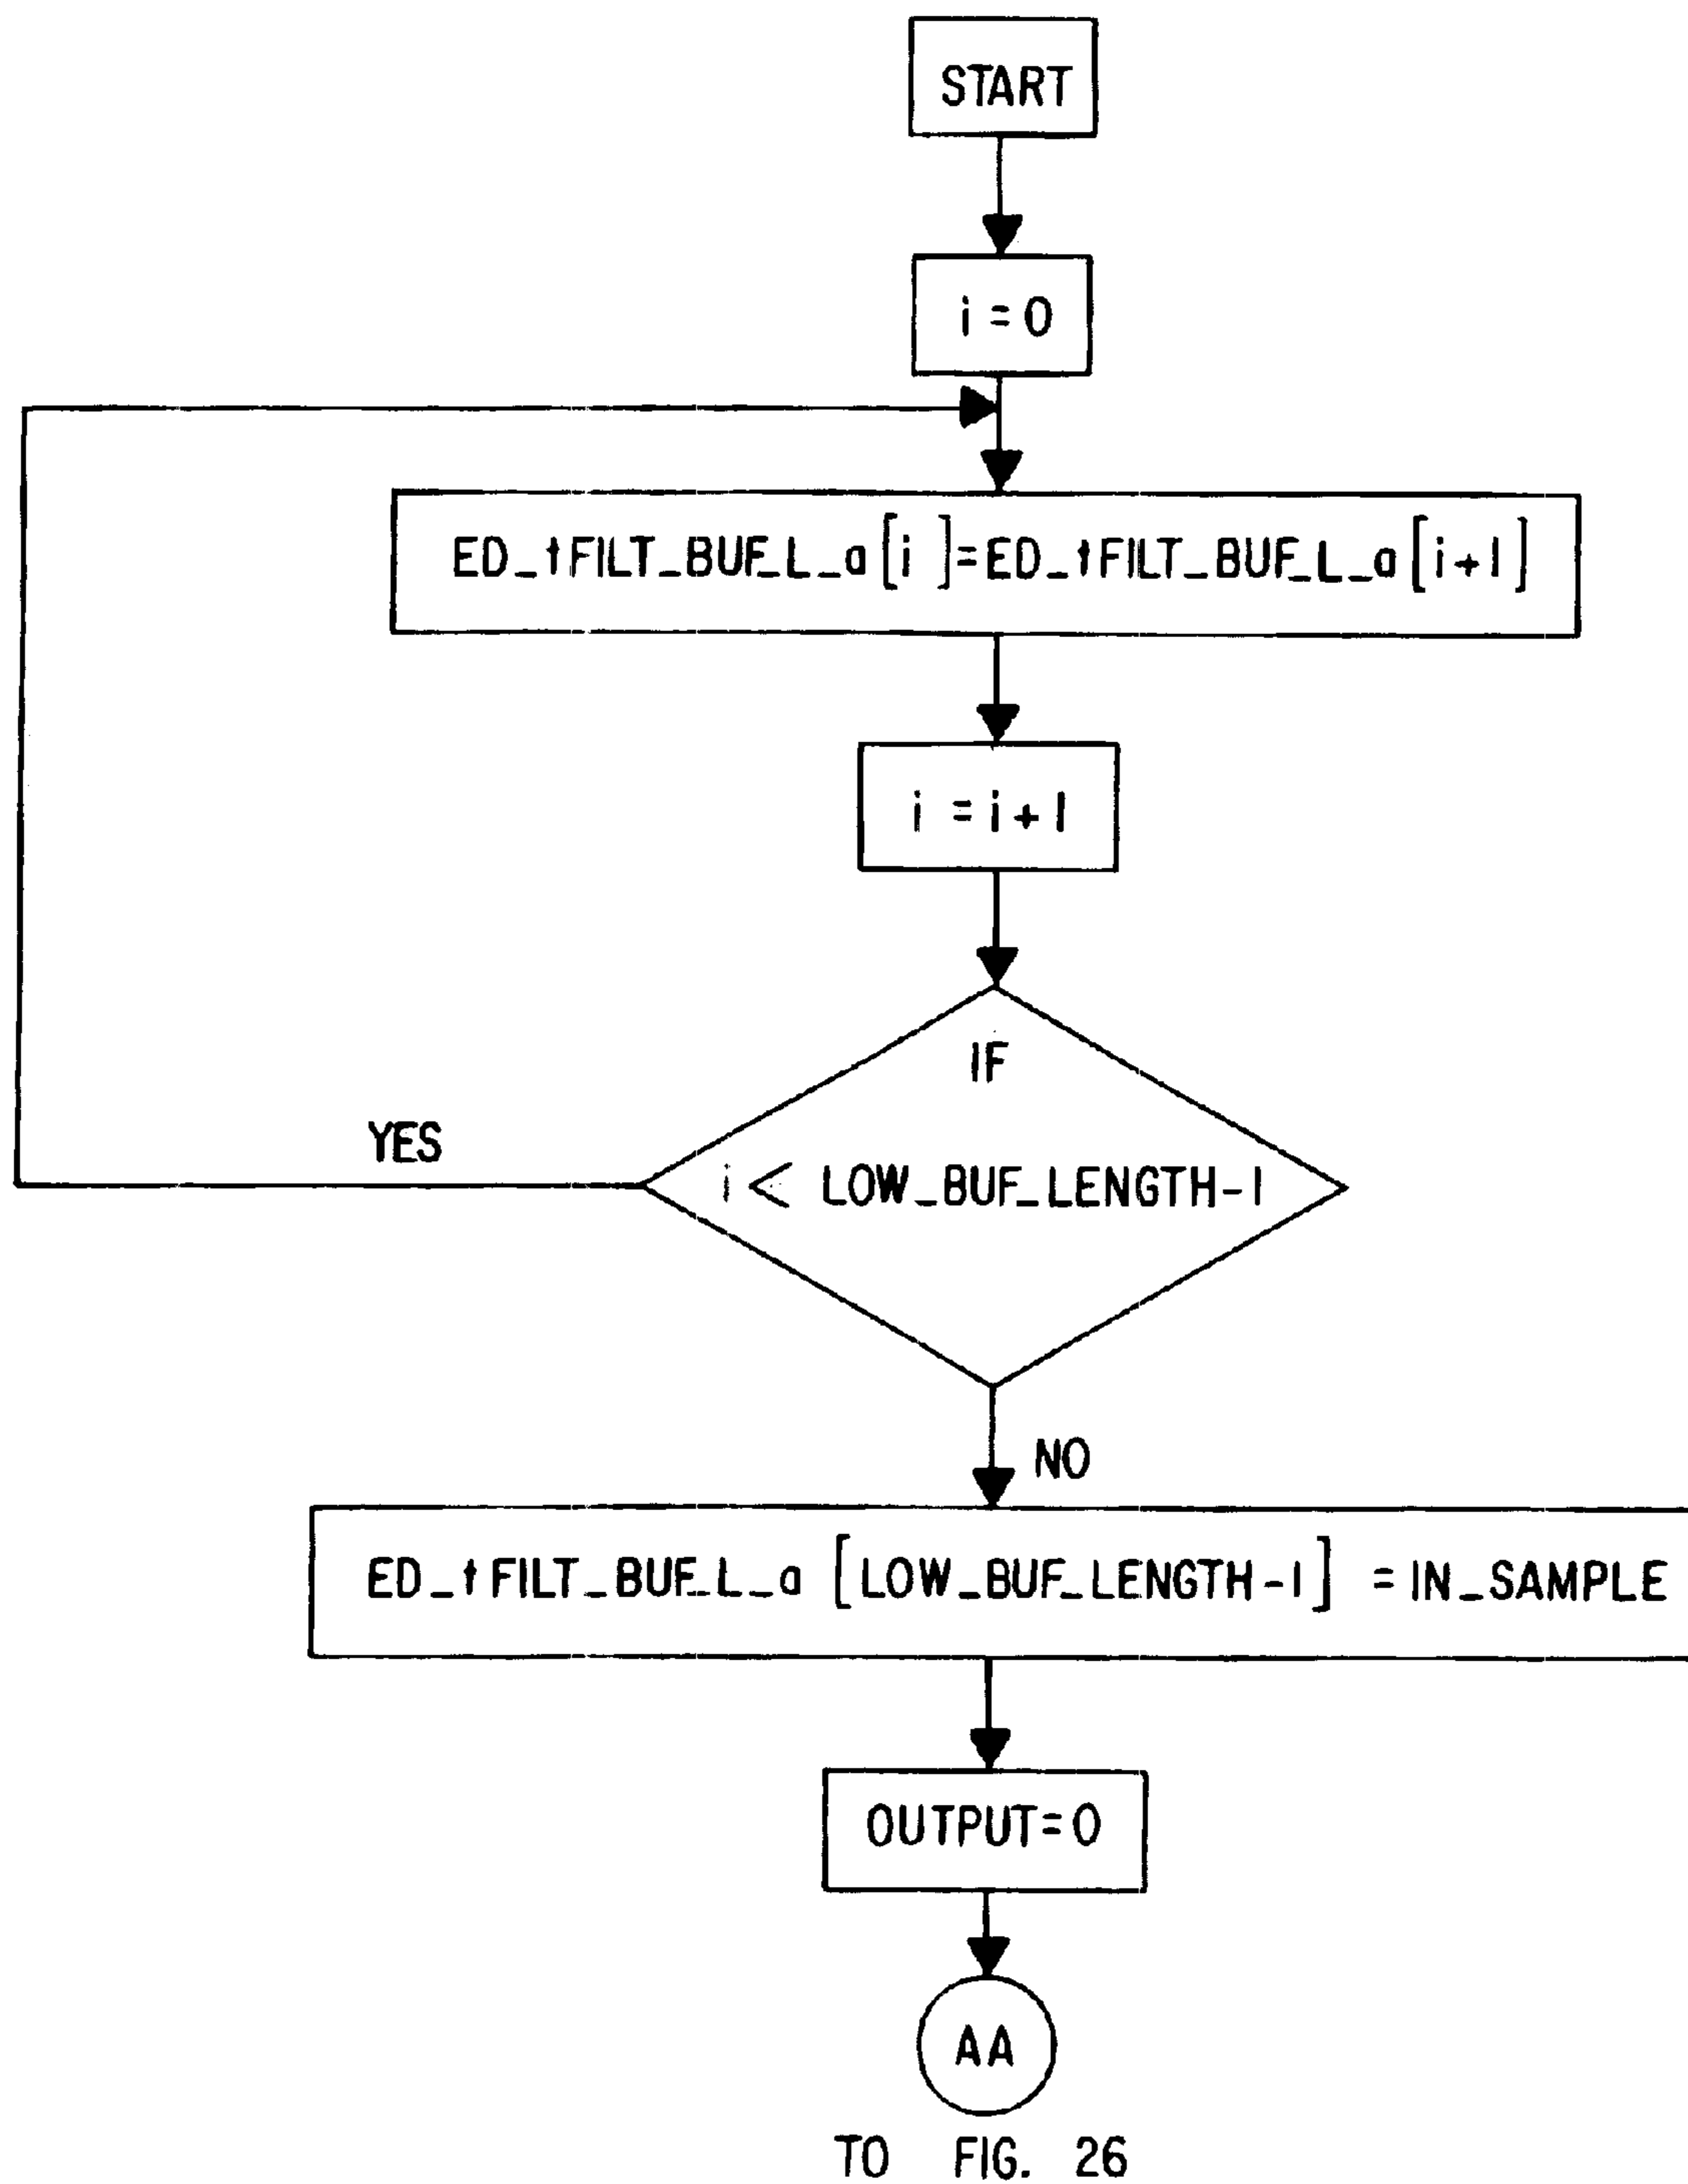 START
i = 0
ED_tFILT_BUF_L_a[i]=ED_tFILT_BUF_L_a[i+1]
i = i + 1
IF
i < LOW_BUF_LENGTH-1
YES
NO
ED_tFILT_BUF_L_a [LOW_BUF_LENGTH-1] = IN_SAMPLE
OUTPUT=0
AA
TO FIG. 26